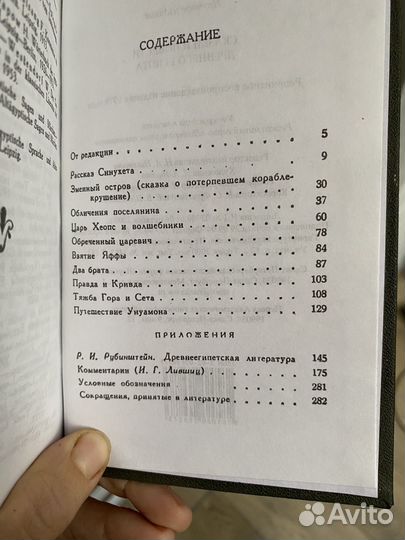 СОДЕРЖАНИЕ
От редакции 5
Рассказ Синухета 9
Змеиный остров (сказка о потерпевшем корабле-
крушение) 30
Обличения поселянина 37
Царь Хеопс и волшебники 60
Обреченный царевич 78
Взятие Яффы 84
Два брата 87
Правда и Кривда 103
Тяжба Гора и Сета 108
Путешествие Унуамона 129
ПРИЛОЖЕНИЯ
Р. И. Рубинштейн. Древнеегипетская литература 145
Комментарии (И. Г. Лившиц) 175
Условные обозначения 281
Сокращения, принятые в литературе 282
Avito